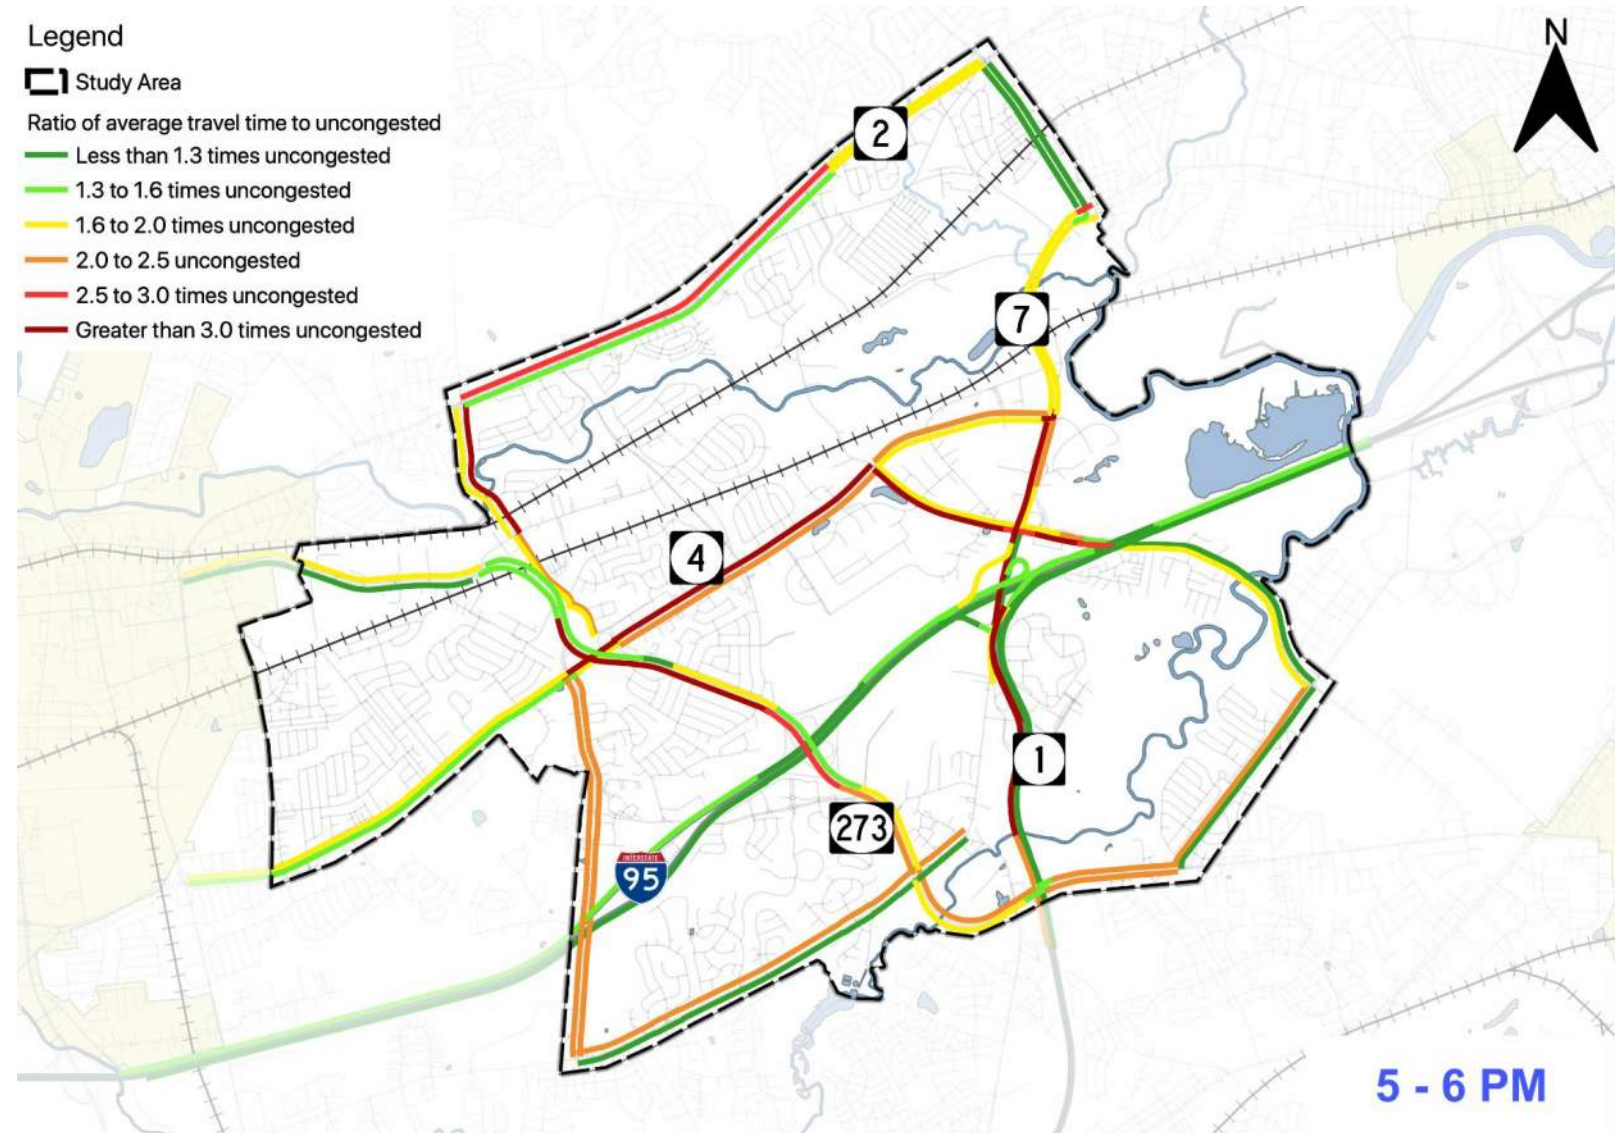 Legend
Study Area
Ratio of average travel time to uncongested
Less than 1.3 times uncongested
1.3 to 1.6 times uncongested
1.6 to 2.0 times uncongested
2.0 to 2.5 uncongested
2.5 to 3.0 times uncongested
Greater than 3.0 times uncongested
N
2
7
4
1
273
INTERSTATE
95
5 - 6 PM